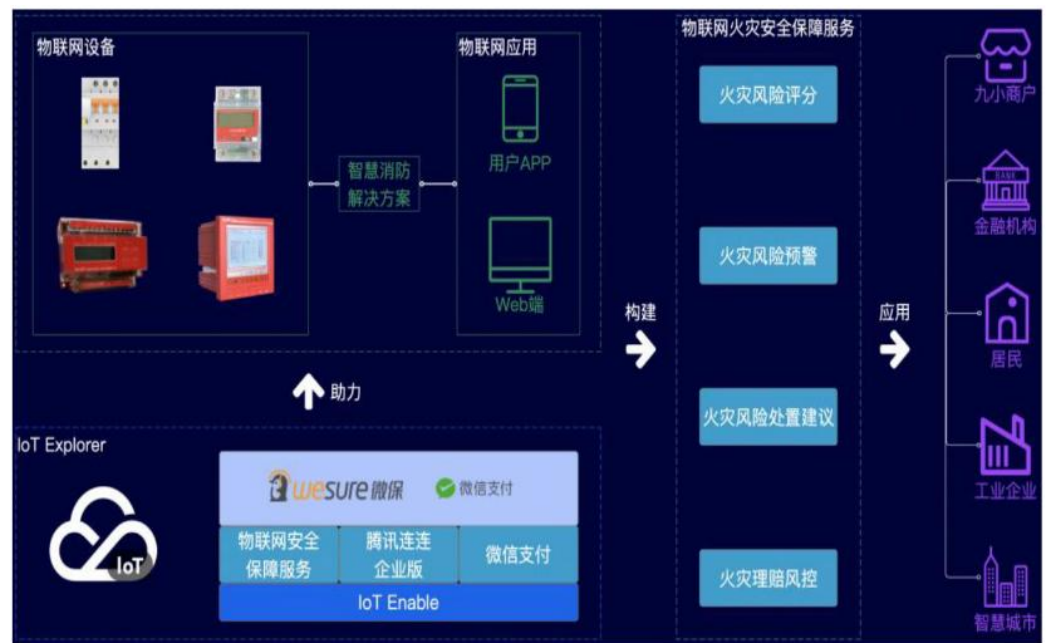 物联网设备
物联网应用
智慧消防
解决方案
用户APP
Web端
助力
IoT Explorer
IoT
wesure微保
微信支付
物联网安全
保障服务
腾讯连连
企业版
微信支付
IoT Enable
构建
物联网火灾安全保障服务
火灾风险评分
火灾风险预警
火灾风险处置建议
火灾理赔风控
应用
九小商户
BANK
金融机构
居民
工业企业
智慧城市